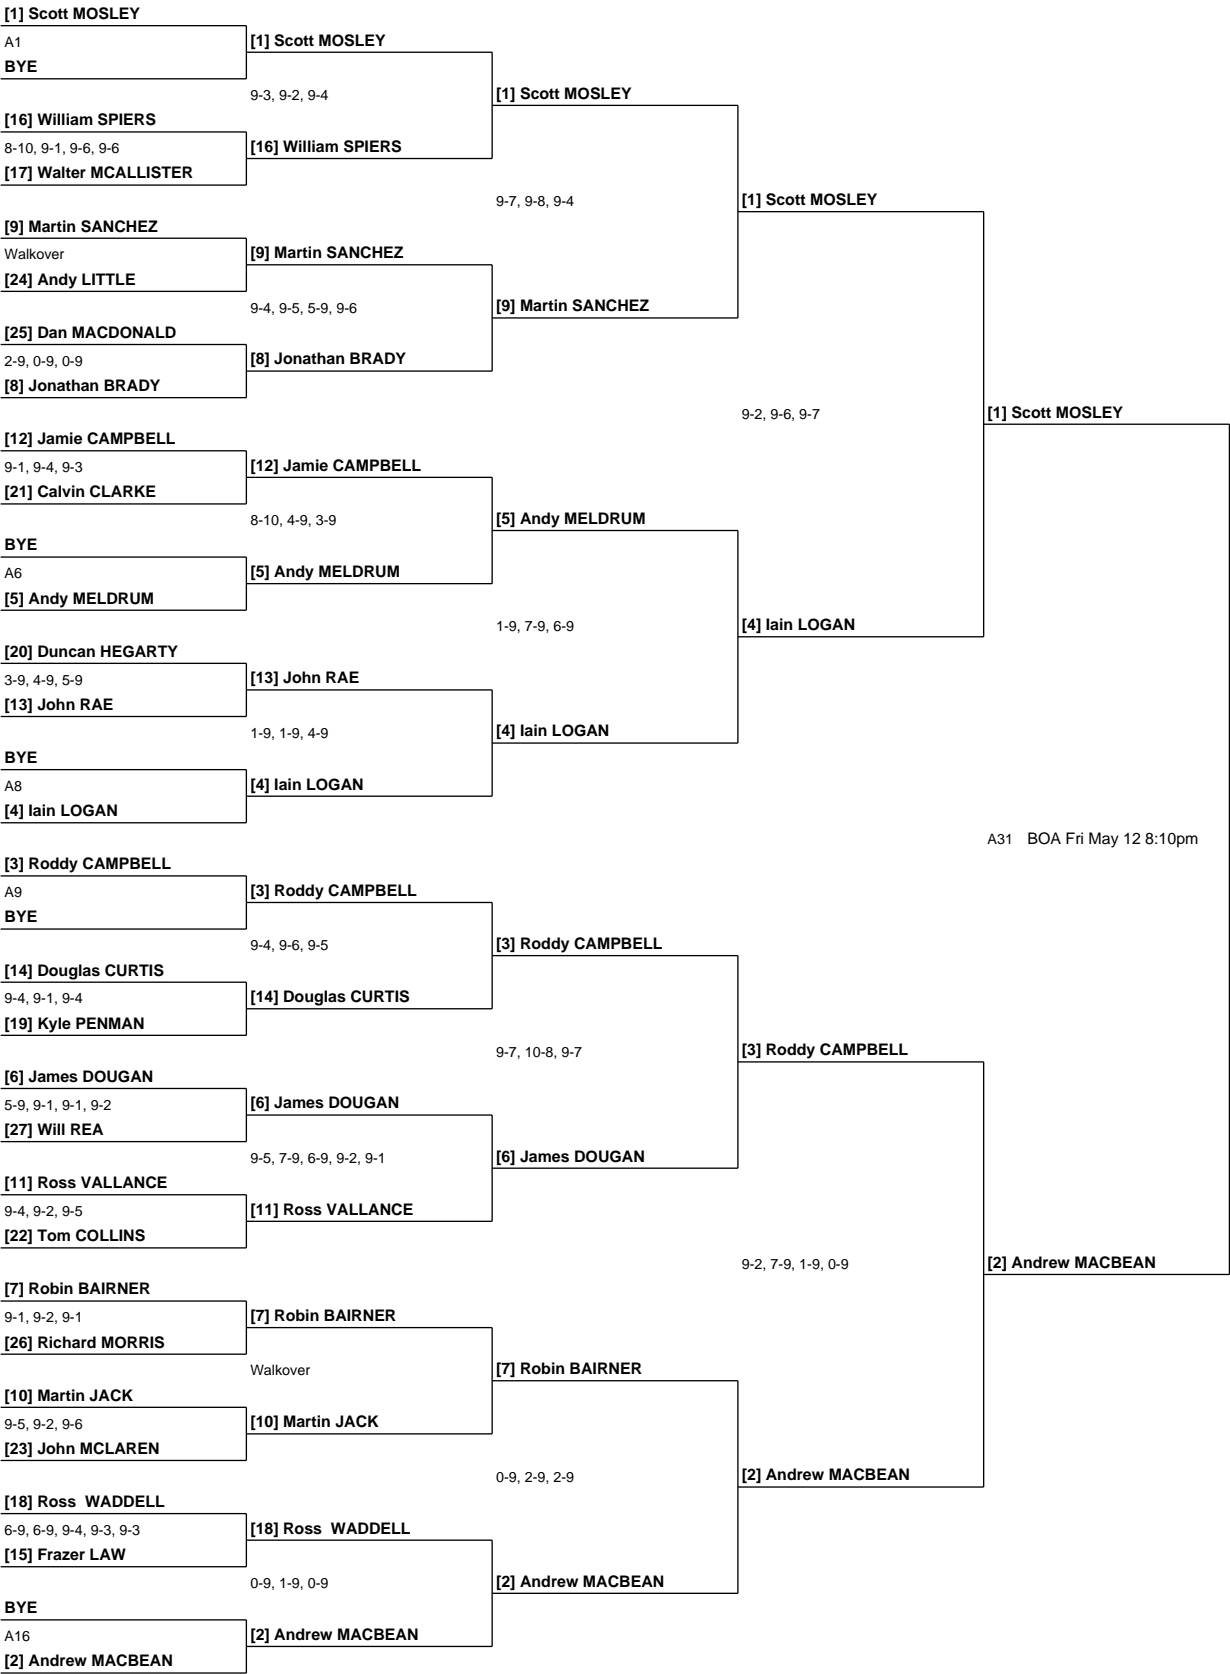 [1] Scott MOSLEY
A1
BYE
[16] William SPIERS
8-10, 9-1, 9-6, 9-6
[17] Walter MCALLISTER
[9] Martin SANCHEZ
Walkover
[24] Andy LITTLE
[25] Dan MACDONALD
2-9, 0-9, 0-9
[8] Jonathan BRADY
[12] Jamie CAMPBELL
9-1, 9-4, 9-3
[21] Calvin CLARKE
BYE
A6
[5] Andy MELDRUM
[20] Duncan HEGARTY
3-9, 4-9, 5-9
[13] John RAE
BYE
A8
[4] Iain LOGAN
[3] Roddy CAMPBELL
A9
BYE
[14] Douglas CURTIS
9-4, 9-1, 9-4
[19] Kyle PENMAN
[6] James DOUGAN
5-9, 9-1, 9-1, 9-2
[27] Will REA
[11] Ross VALLANCE
9-4, 9-2, 9-5
[22] Tom COLLINS
[7] Robin BAIRNER
9-1, 9-2, 9-1
[26] Richard MORRIS
[10] Martin JACK
9-5, 9-2, 9-6
[23] John MCLAREN
[18] Ross  WADDELL
6-9, 6-9, 9-4, 9-3, 9-3
[15] Frazer LAW
BYE
A16
[2] Andrew MACBEAN
[1] Scott MOSLEY
9-3, 9-2, 9-4
[16] William SPIERS
[9] Martin SANCHEZ
9-4, 9-5, 5-9, 9-6
[8] Jonathan BRADY
[12] Jamie CAMPBELL
8-10, 4-9, 3-9
[5] Andy MELDRUM
[13] John RAE
1-9, 1-9, 4-9
[4] Iain LOGAN
[3] Roddy CAMPBELL
9-4, 9-6, 9-5
[14] Douglas CURTIS
[6] James DOUGAN
9-5, 7-9, 6-9, 9-2, 9-1
[11] Ross VALLANCE
[7] Robin BAIRNER
Walkover
[10] Martin JACK
[18] Ross  WADDELL
0-9, 1-9, 0-9
[2] Andrew MACBEAN
[1] Scott MOSLEY
9-7, 9-8, 9-4
[9] Martin SANCHEZ
[5] Andy MELDRUM
1-9, 7-9, 6-9
[4] Iain LOGAN
[3] Roddy CAMPBELL
9-7, 10-8, 9-7
[6] James DOUGAN
[7] Robin BAIRNER
0-9, 2-9, 2-9
[2] Andrew MACBEAN
[1] Scott MOSLEY
9-2, 9-6, 9-7
[4] Iain LOGAN
[3] Roddy CAMPBELL
9-2, 7-9, 1-9, 0-9
[2] Andrew MACBEAN
[1] Scott MOSLEY
A31 BOA Fri May 12 8:10pm
[2] Andrew MACBEAN